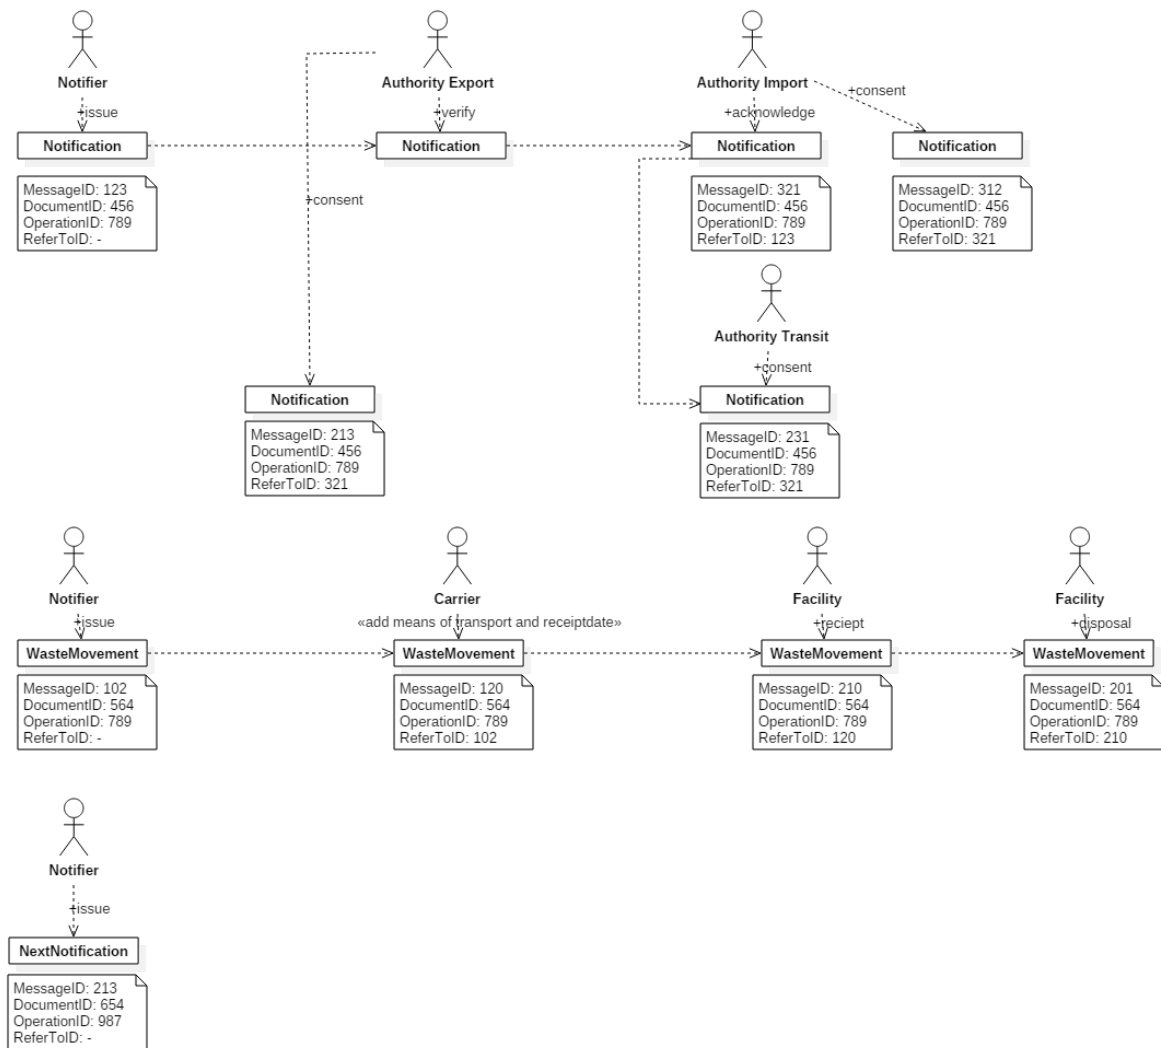 Notifier
Authority Export
Authority Import
+issue
+verify
+acknowledge
+consent
Notification
Notification
Notification
Notification
MessageID: 123
DocumentID: 456
OperationID: 789
ReferToID: -
+consent
MessageID: 321
DocumentID: 456
OperationID: 789
ReferToID: 123
MessageID: 312
DocumentID: 456
OperationID: 789
ReferToID: 321
Authority Transit
+consent
Notification
MessageID: 213
DocumentID: 456
OperationID: 789
ReferToID: 321
Notification
MessageID: 231
DocumentID: 456
OperationID: 789
ReferToID: 321
Notifier
Carrier
Facility
Facility
+issue
«add means of transport and receiptdate»
+reciept
+disposal
WasteMovement
WasteMovement
WasteMovement
WasteMovement
MessageID: 102
DocumentID: 564
OperationID: 789
ReferToID: -
MessageID: 120
DocumentID: 564
OperationID: 789
ReferToID: 102
MessageID: 210
DocumentID: 564
OperationID: 789
ReferToID: 120
MessageID: 201
DocumentID: 564
OperationID: 789
ReferToID: 210
Notifier
+issue
NextNotification
MessageID: 213
DocumentID: 654
OperationID: 987
ReferToID: -